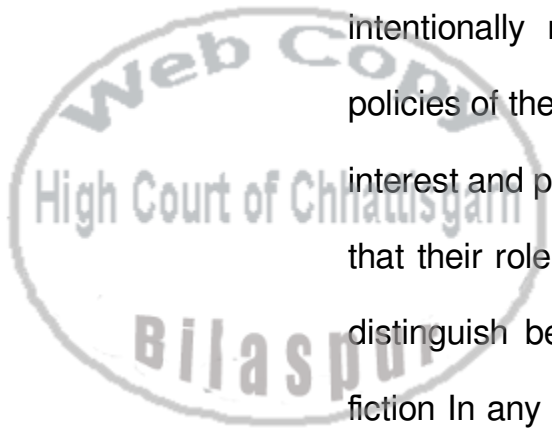 intentionally
policies of the
interest and p
that their role
distinguish be
fiction In any
Web Copy
High Court of Chhattisgarh
Bilaspur